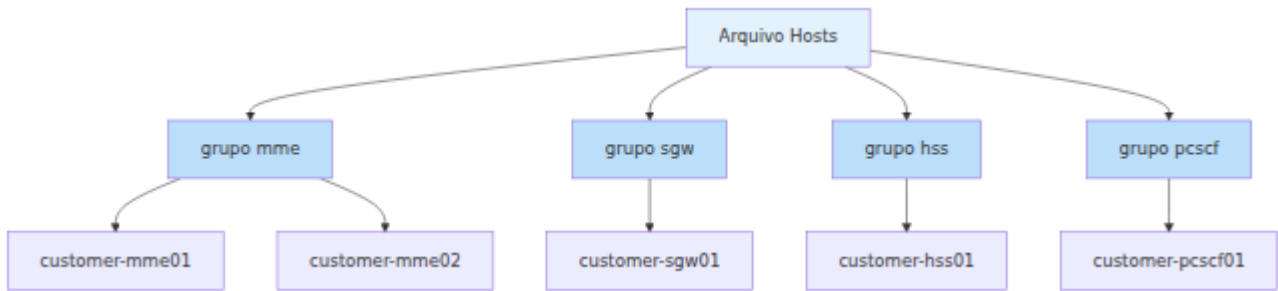 Arquivo Hosts
grupo mme
grupo sgw
grupo hss
grupo pcscf
customer-mme01
customer-mme02
customer-sgw01
customer-hss01
customer-pcscf01